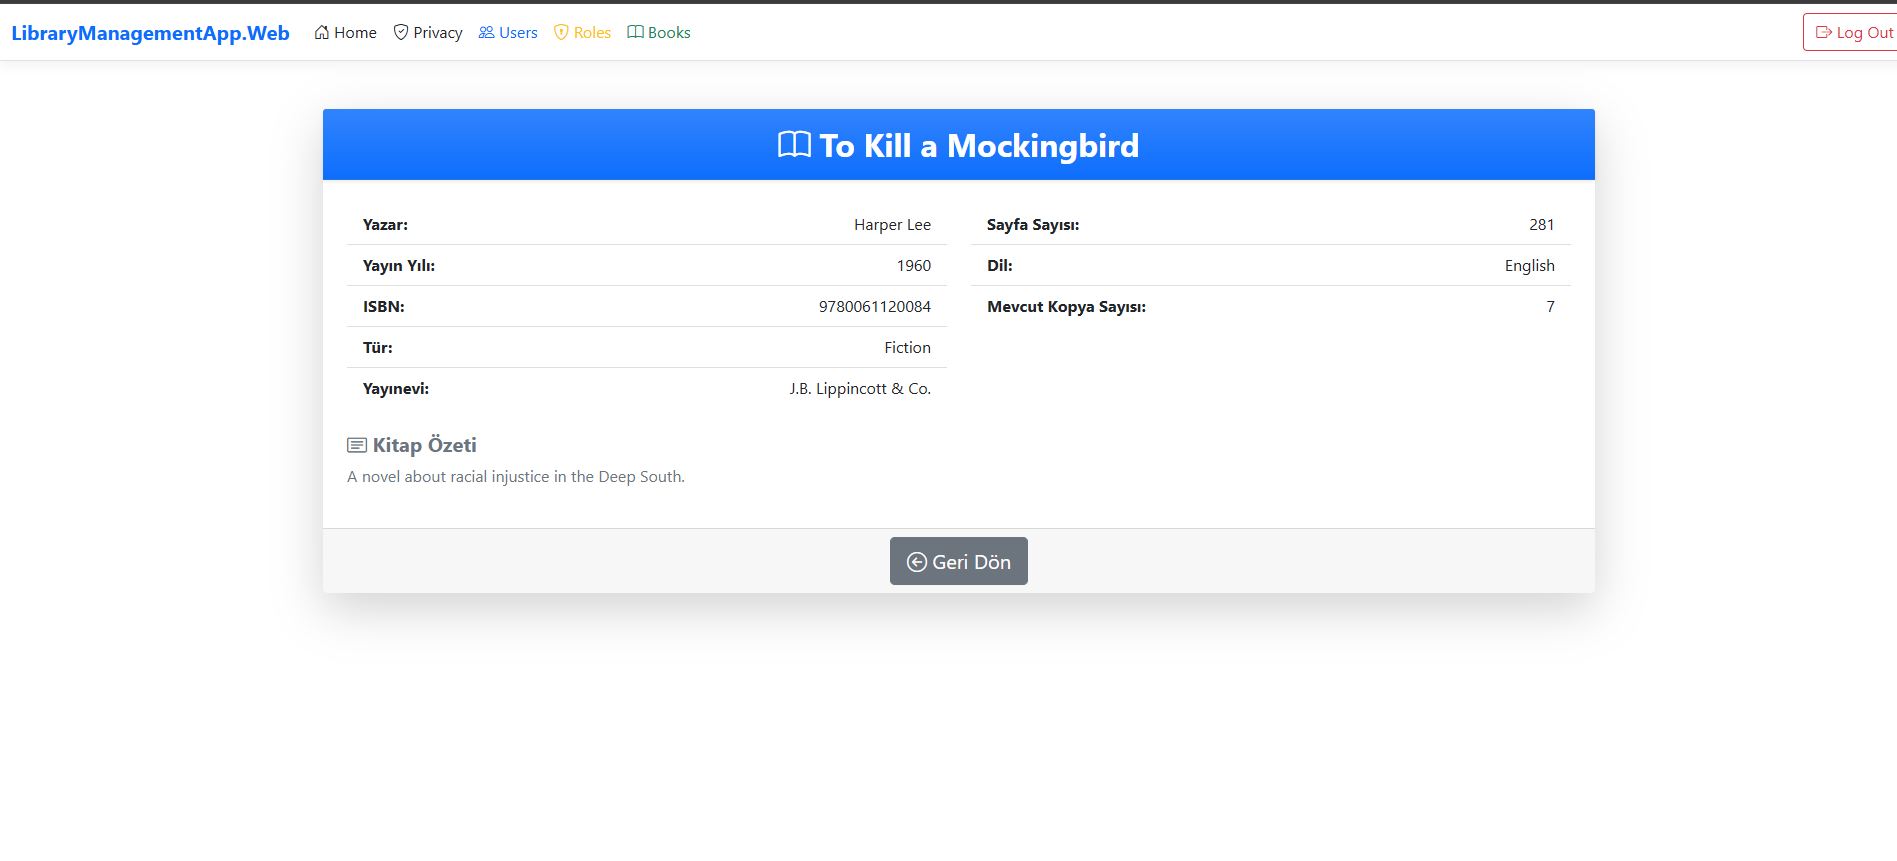 LibraryManagementApp.Web Home Privacy Users Roles Books Log Out
To Kill a Mockingbird
Yazar: Harper Lee
Yayın Yılı: 1960
ISBN: 9780061120084
Tür: Fiction
Yayınevi: J.B. Lippincott & Co.
Sayfa Sayısı: 281
Dil: English
Mevcut Kopya Sayısı: 7
Kitap Özeti
A novel about racial injustice in the Deep South.
Geri Dön